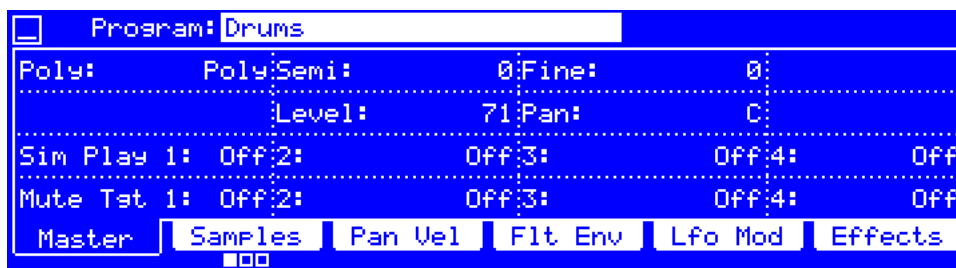 Program: Drums
Poly: Poly Semi: 0 Fine: 0
Level: 71 Pan: C
Sim Play 1: Off 2: Off 3: Off 4: Off
Mute Tgt 1: Off 2: Off 3: Off 4: Off
Master Samples Pan Vel Flt Env Lfo Mod Effects